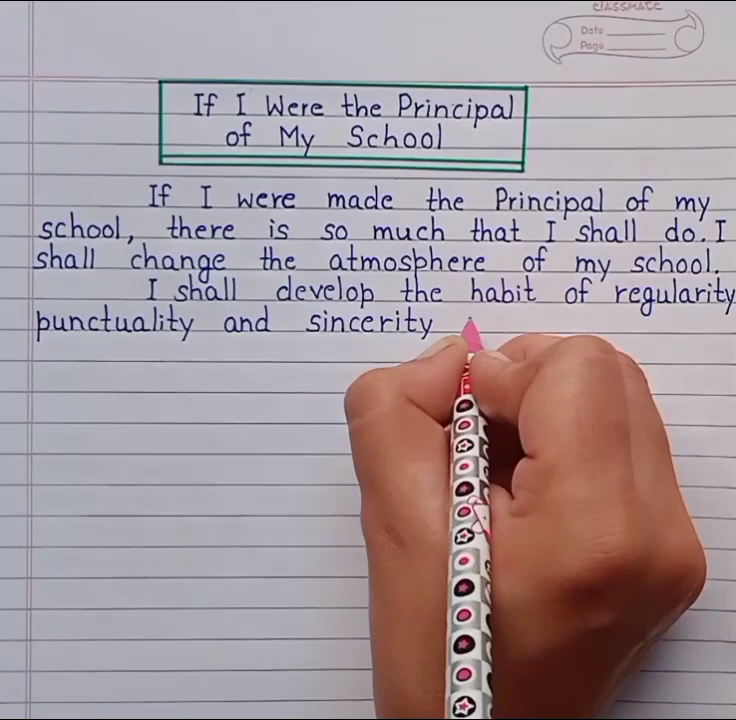 CLASSMATE
Date
Page
If I Were the Principal
of My School
If I were made the Principal of my
school, there is so much that I shall do. I
shall change the atmosphere of my school.
I shall develop the habit of regularity
punctuality and sincerity